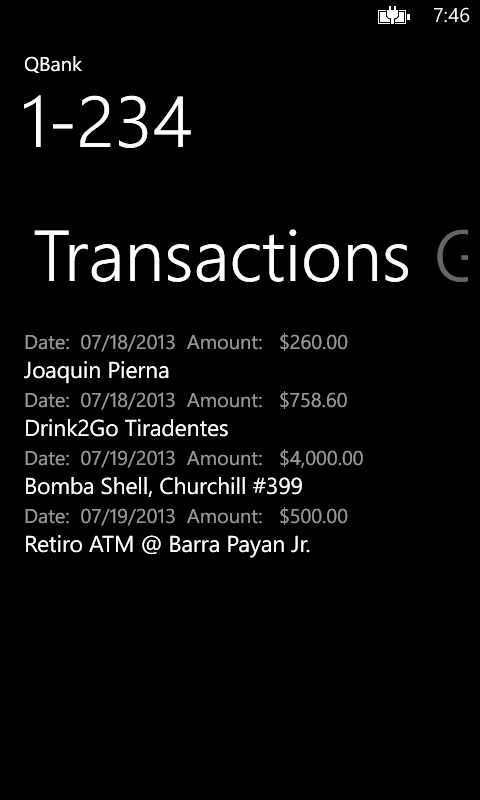 7:46
QBank
1-234
Transactions G
Date: 07/18/2013 Amount: $260.00
Joaquin Pierna
Date: 07/18/2013 Amount: $758.60
Drink2Go Tiradentes
Date: 07/19/2013 Amount: $4,000.00
Bomba Shell, Churchill #399
Date: 07/19/2013 Amount: $500.00
Retiro ATM @ Barra Payan Jr.